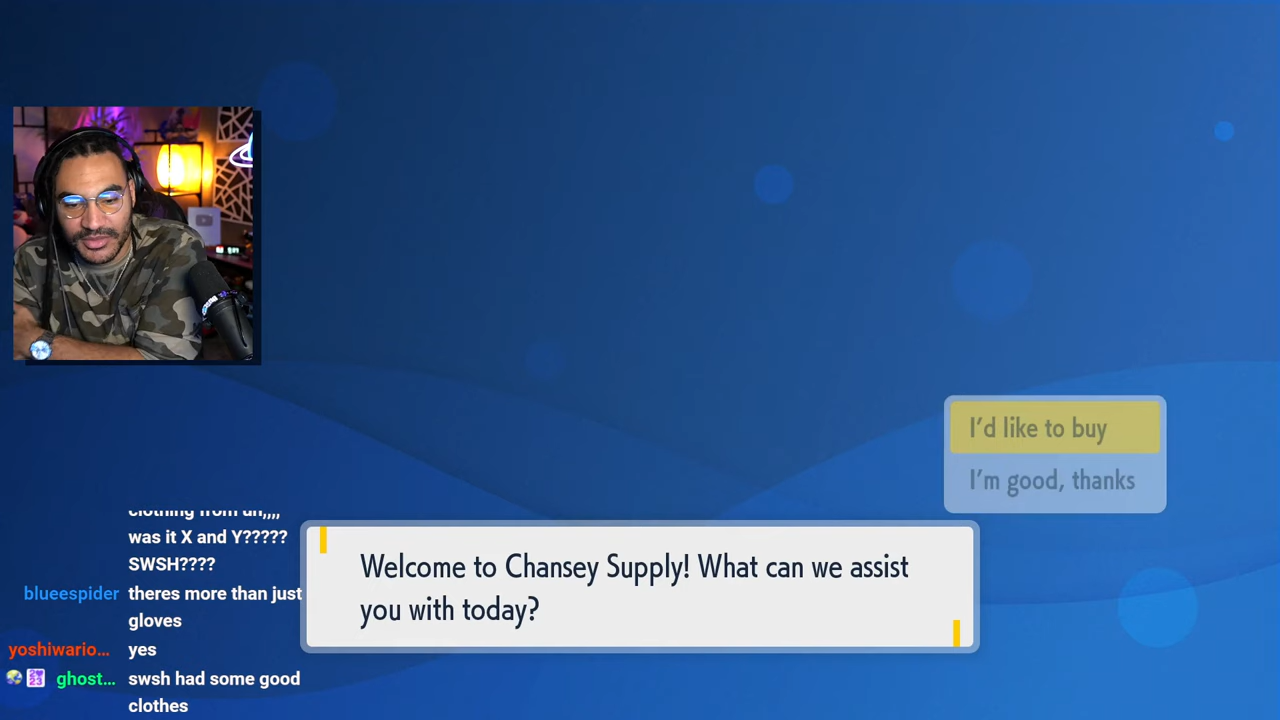 I'd like to buy
I'm good, thanks
Welcome to Chansey Supply! What can we assist
you with today?
was it X and Y?????
SWSH????
blueespider theres more than just
gloves
yoshiwario… yes
ghost… swsh had some good
clothes